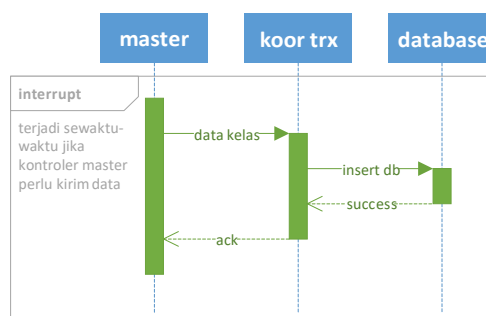 master
koor trx
database
interrupt
terjadi sewaktu-
waktu jika
kontroler master
perlu kirim data
data kelas
insert db
success
ack